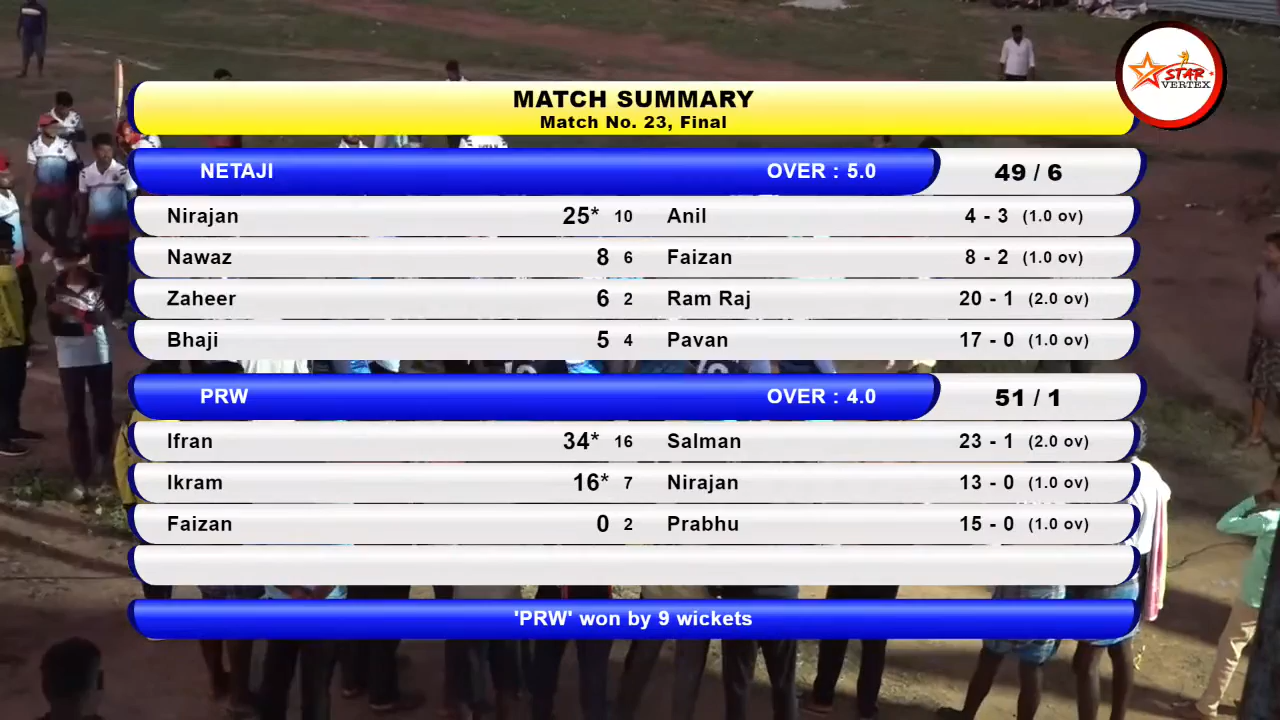 MATCH SUMMARY
Match No. 23, Final
STAR
VERTEX
NETAJI OVER : 5.0 49 / 6
Nirajan 25* 10 Anil 4 - 3 (1.0 ov)
Nawaz 8 6 Faizan 8 - 2 (1.0 ov)
Zaheer 6 2 Ram Raj 20 - 1 (2.0 ov)
Bhaji 5 4 Pavan 17 - 0 (1.0 ov)
PRW OVER : 4.0 51 / 1
Ifran 34* 16 Salman 23 - 1 (2.0 ov)
Ikram 16* 7 Nirajan 13 - 0 (1.0 ov)
Faizan 0 2 Prabhu 15 - 0 (1.0 ov)
'PRW' won by 9 wickets